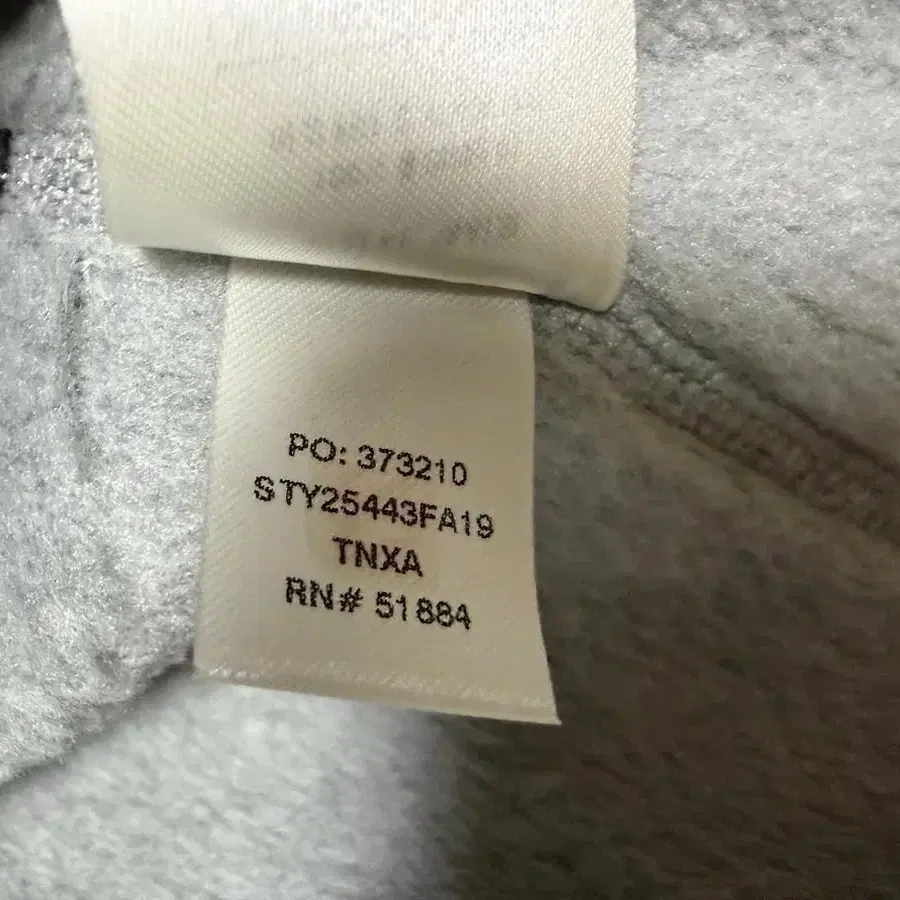 PO: 373210
STY25443FA19
TNXA
RN# 51884